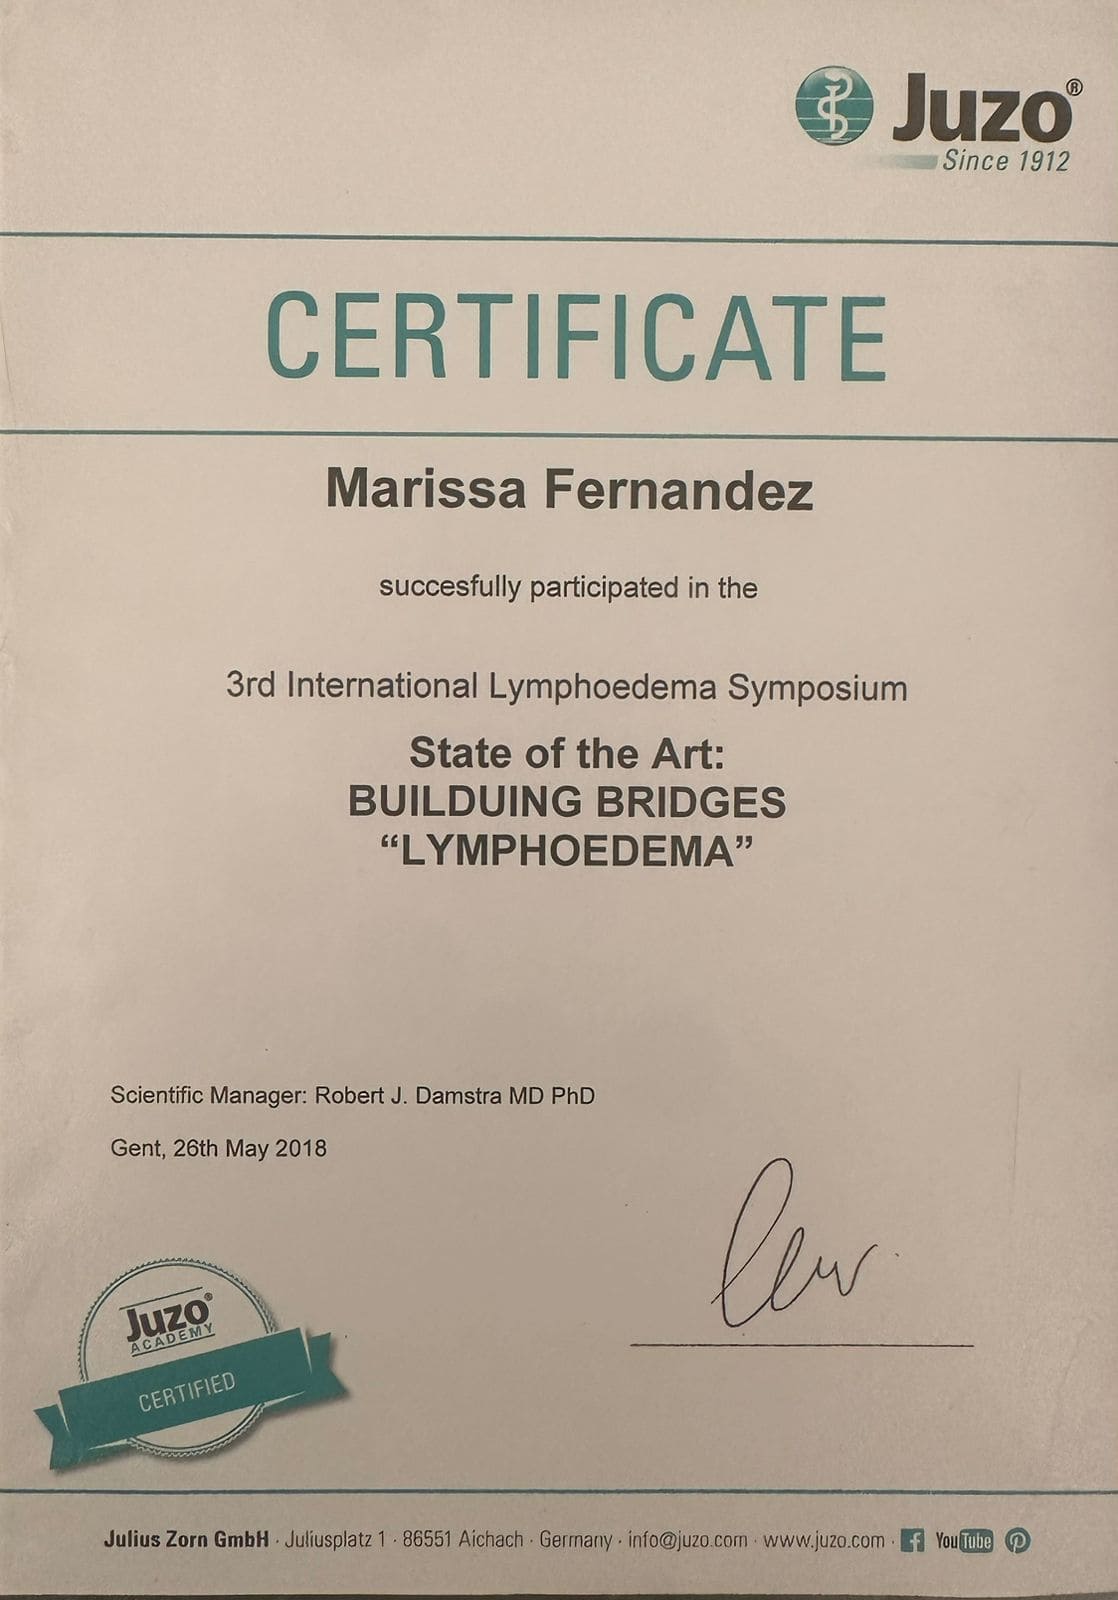 Juzo®
Since 1912
CERTIFICATE
Marissa Fernandez
succesfully participated in the
3rd International Lymphoedema Symposium
State of the Art:
BUILDUING BRIDGES
“LYMPHOEDEMA”
Scientific Manager: Robert J. Damstra MD PhD
Gent, 26th May 2018
Juzo®
ACADEMY
CERTIFIED
Julius Zorn GmbH · Juliusplatz 1 · 86551 Aichach · Germany · info@juzo.com · www.juzo.com · f YouTube